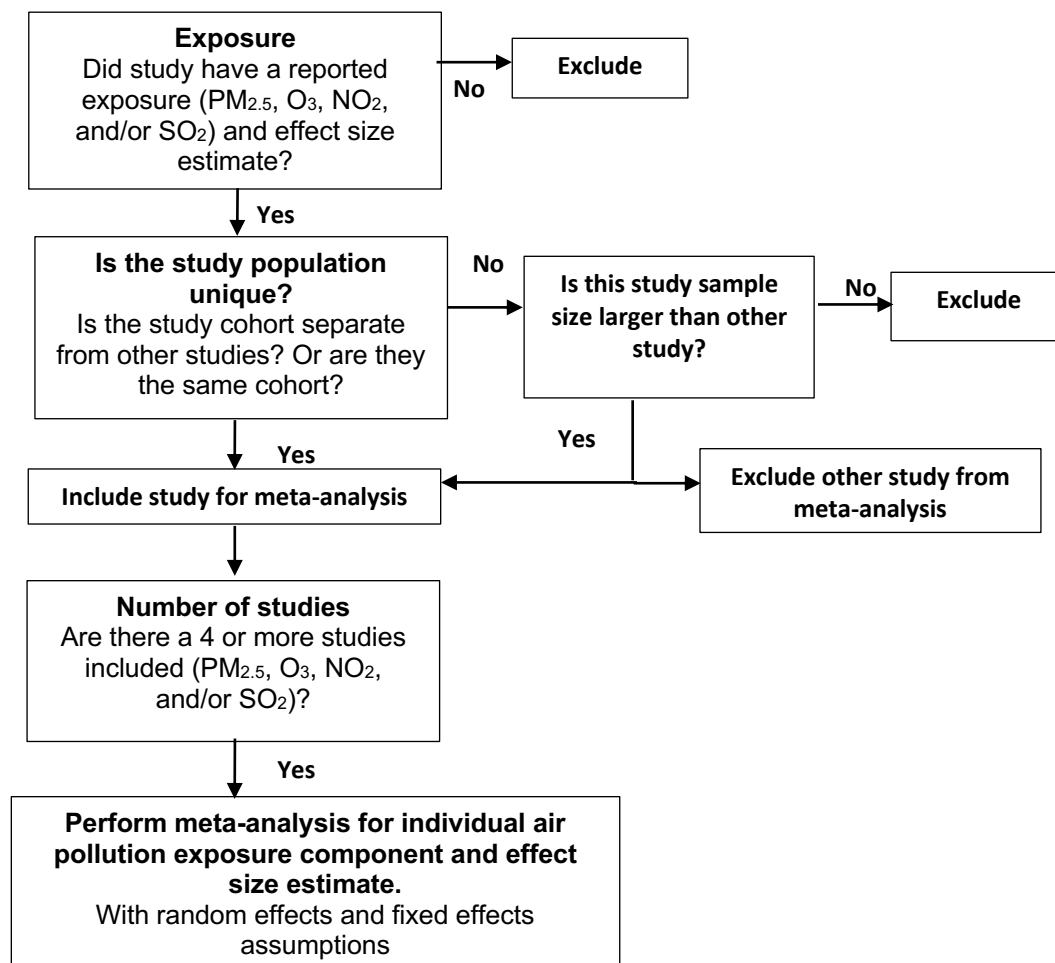 Exposure
Did study have a reported
exposure (PM2.5, O3, NO2,
and/or SO2) and effect size
estimate?
No
Exclude
Yes
Is the study population
unique?
Is the study cohort separate
from other studies? Or are they
the same cohort?
No
Is this study sample
size larger than other
study?
No
Exclude
Yes
Yes
Include study for meta-analysis
Exclude other study from
meta-analysis
Number of studies
Are there a 4 or more studies
included (PM2.5, O3, NO2,
and/or SO2)?
Yes
Perform meta-analysis for individual air
pollution exposure component and effect
size estimate.
With random effects and fixed effects
assumptions